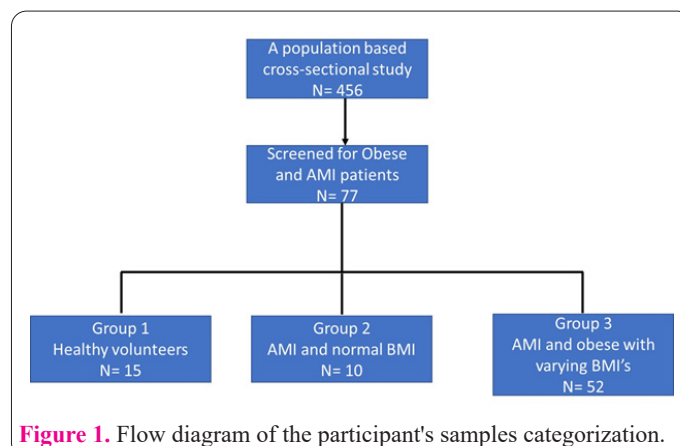 A population based
cross-sectional study
N= 456
Screened for Obese
and AMI patients
N= 77
Group 1
Healthy volunteers
N= 15
Group 2
AMI and normal BMI
N= 10
Group 3
AMI and obese with
varying BMI's
N= 52
Figure 1. Flow diagram of the participant's samples categorization.